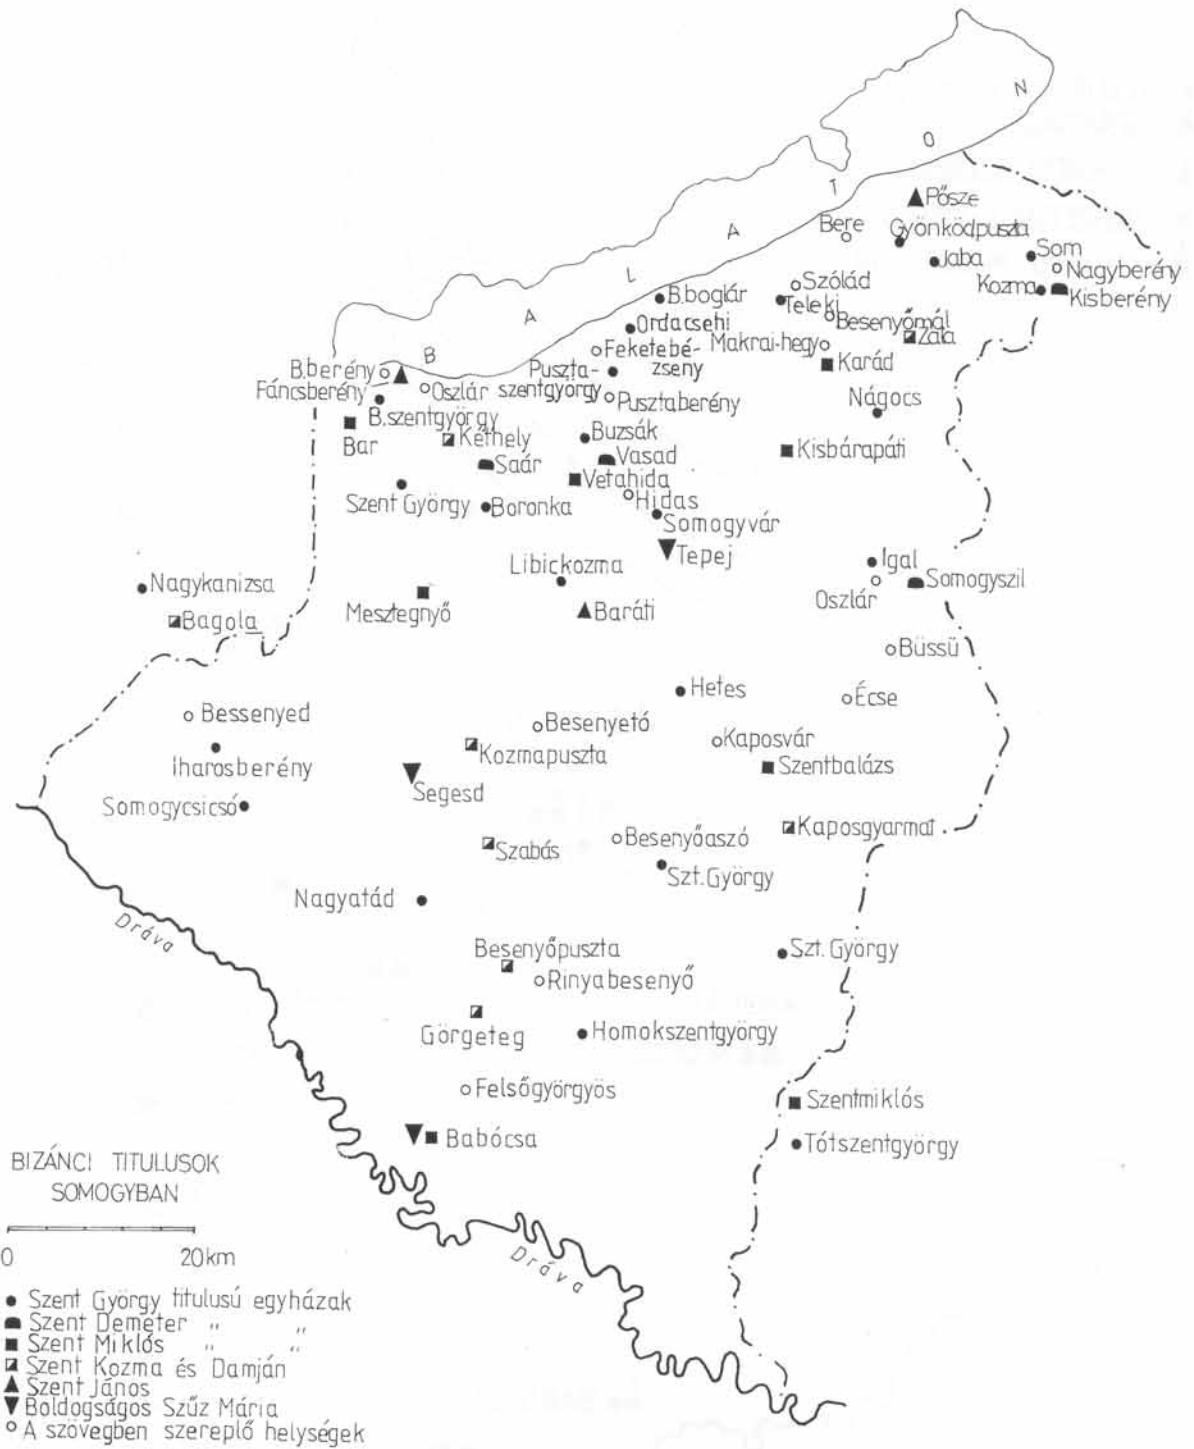 B A L A T O N
Pősze
Bere
Gyönködpuszta
Som
Jaba
Nagyberény
Szólád
Kozma
Kisberény
B.boglár
Teleki
Ordacsehi
Besenyőmál
Zala
Feketebé-
zseny
Makrai-hegy
Karád
B.berény
Puszta-
szentgyörgy
Fáncsberény
Oszlár
Pusztaberény
Nágocs
B.szentgyörgy
Bar
Kéthely
Buzsák
Saár
Vasad
Kisbárapáti
Vetahida
Szent György
Boronka
Hidas
Somogyvár
Tepej
Igal
Libickozma
Nagykanizsa
Somogyszil
Oszlár
Mesztegnyő
Baráti
Bagola
Büssü
Hetes
Écse
Bessenyed
Besenyető
Kaposvár
Kozmapuszta
Iharosberény
Szentbalázs
Segesd
Somogycsicsó
Kaposgyarmat
Besenyőaszó
Szabás
Szt.György
Nagyatád
Dráva
Besenyőpuszta
Szt.György
Rinyabesenyő
Görgeteg
Homokszentgyörgy
Felsőgyörgyös
Szentmiklós
Babócsa
Tótszentgyörgy
Dráva
BIZÁNCI TITULUSOK
SOMOGYBAN
0 20km
Szent György titulusú egyházak
Szent Demeter " "
Szent Miklós " "
Szent Kozma és Damján
Szent János
Boldogságos Szűz Mária
A szövegben szereplő helységek